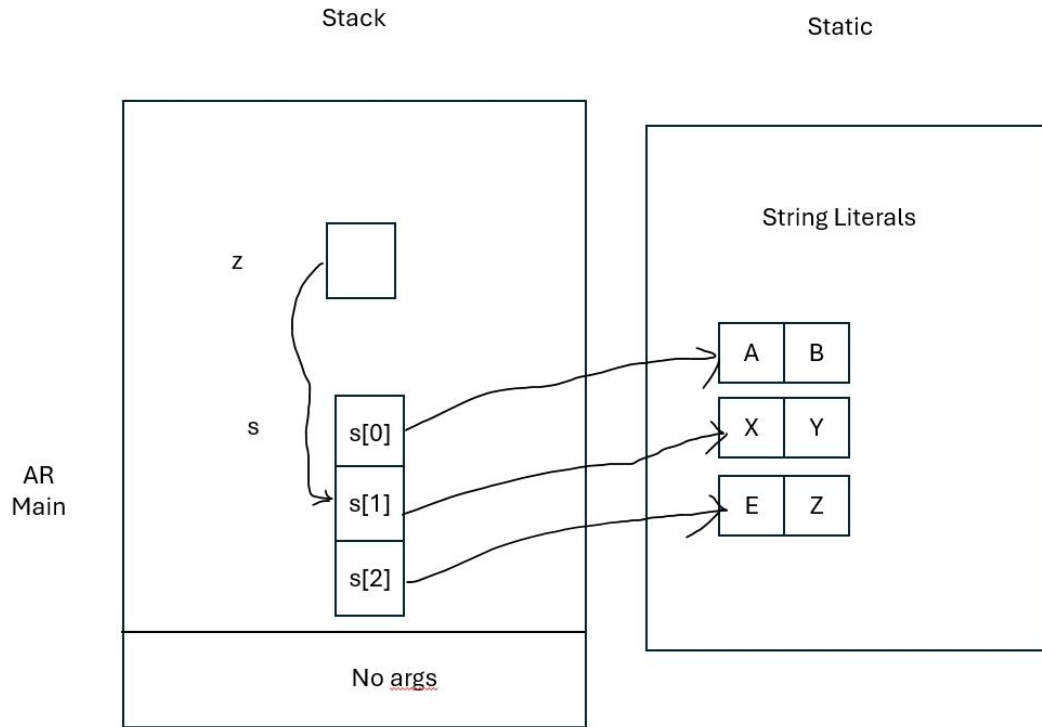 Stack
Static
String Literals
z
A B
s
s[0]
X Y
AR
Main
s[1]
E Z
s[2]
No args